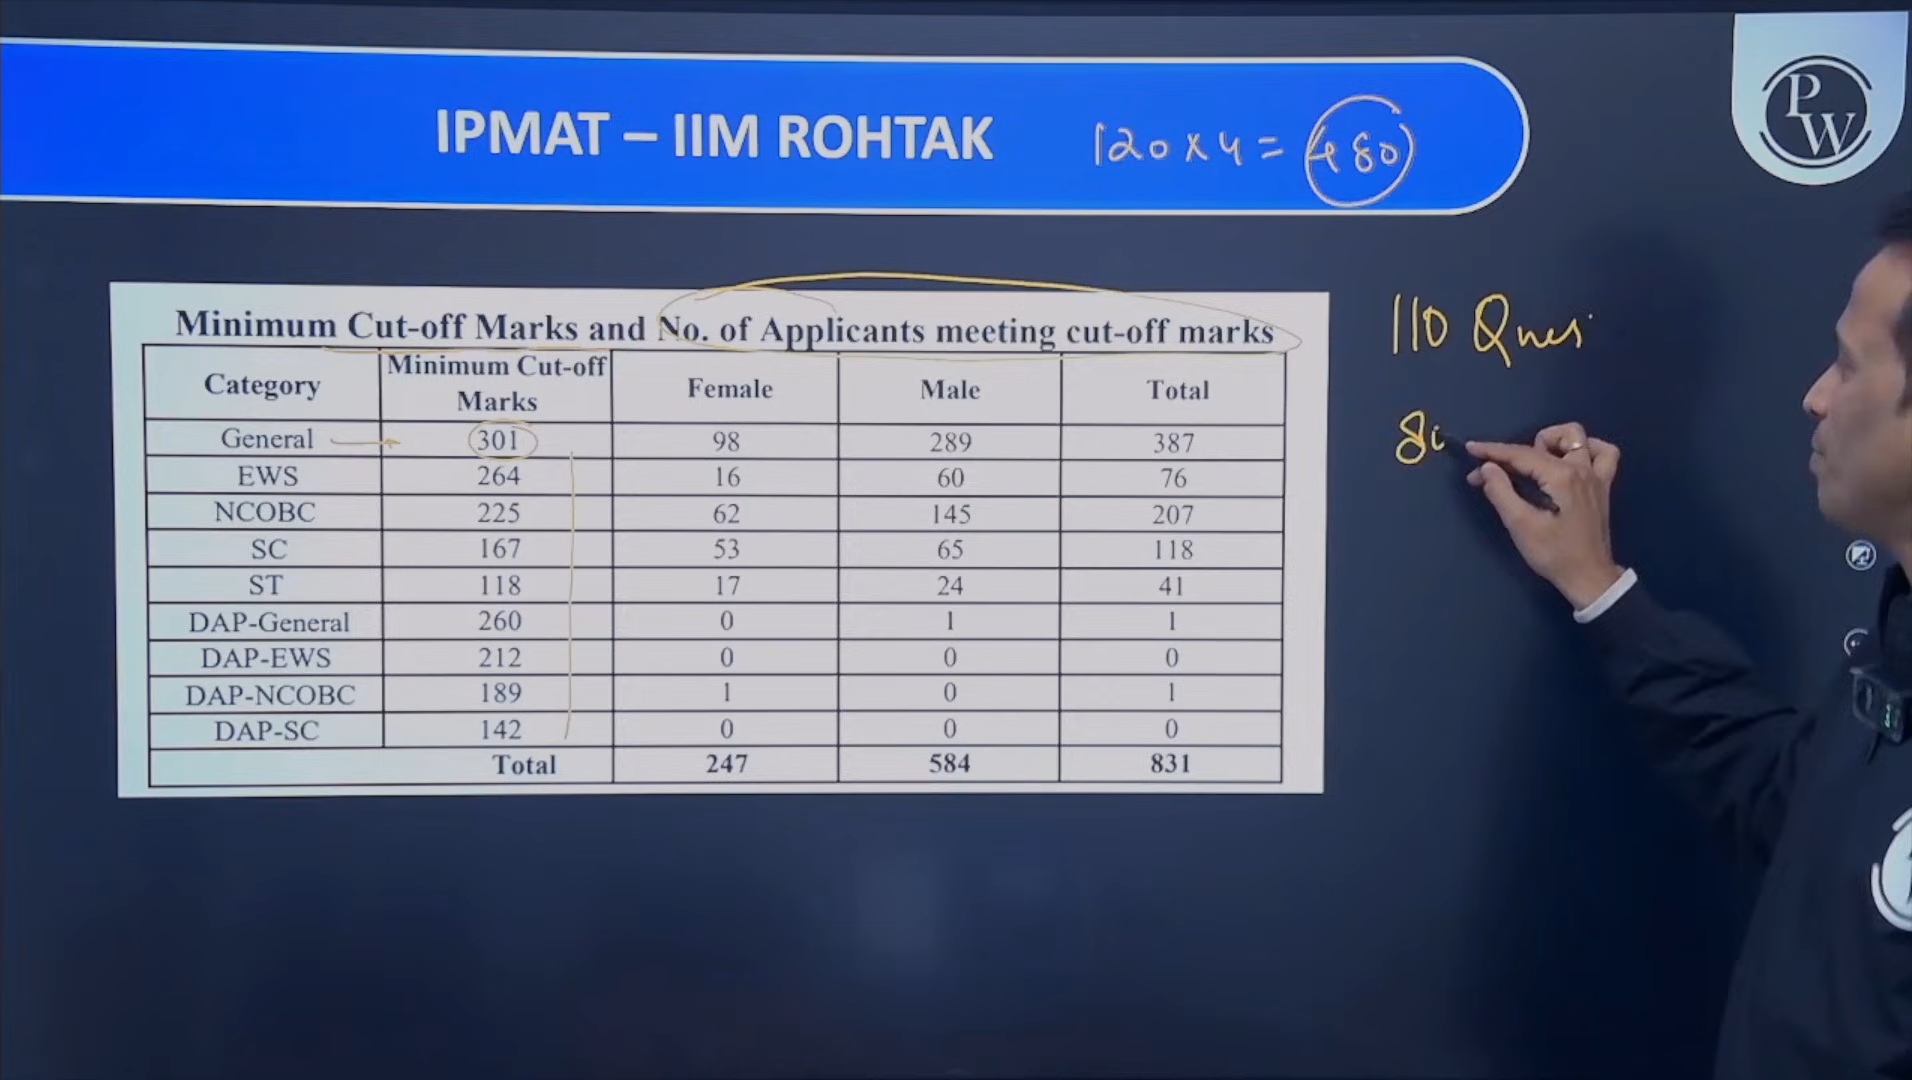 IPMAT – IIM ROHTAK 120 x 4 = 480
PW
Minimum Cut-off Marks and No. of Applicants meeting cut-off marks
Category Minimum Cut-off Marks Female Male Total
General 301 98 289 387
EWS 264 16 60 76
NCOBC 225 62 145 207
SC 167 53 65 118
ST 118 17 24 41
DAP-General 260 0 1 1
DAP-EWS 212 0 0 0
DAP-NCOBC 189 1 0 1
DAP-SC 142 0 0 0
Total 247 584 831
110 Ques